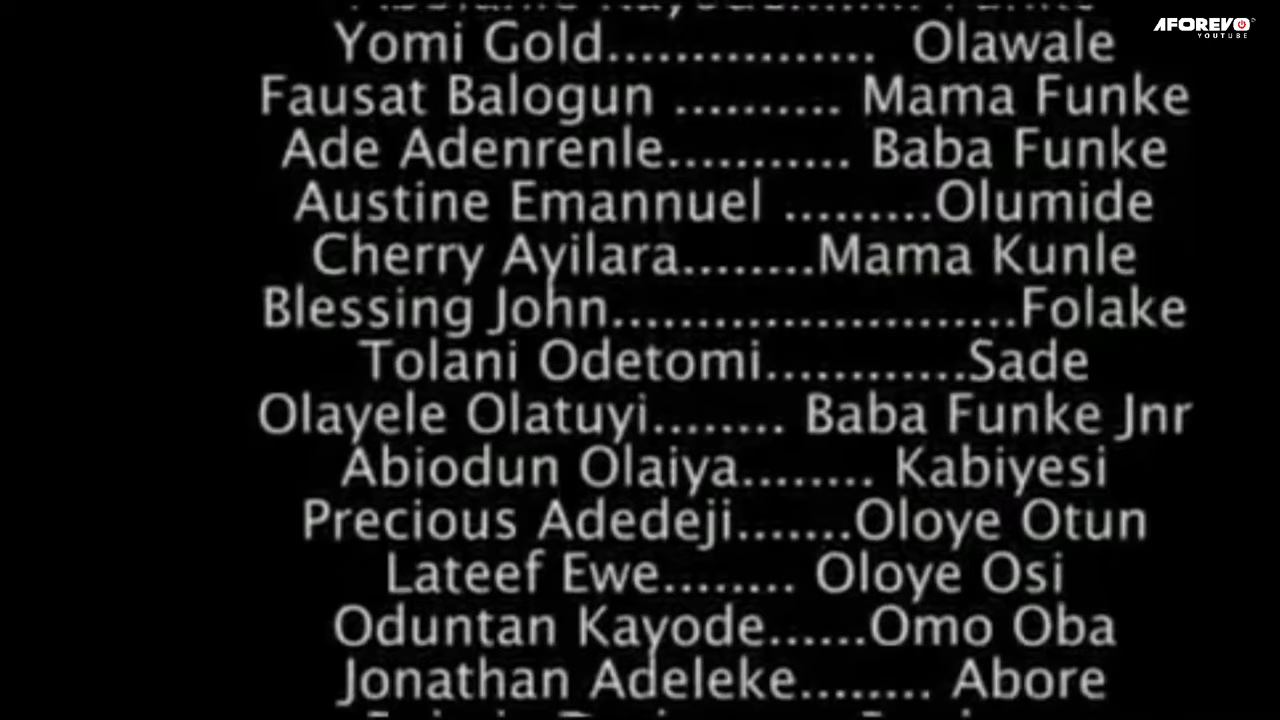 AFOREVO
YOUTUBE
Yomi Gold................ Olawale
Fausat Balogun .......... Mama Funke
Ade Adenrenle........... Baba Funke
Austine Emannuel .........Olumide
Cherry Ayilara........Mama Kunle
Blessing John........................Folake
Tolani Odetomi............Sade
Olayele Olatuyi........ Baba Funke Jnr
Abiodun Olaiya........ Kabiyesi
Precious Adedeji.......Oloye Otun
Lateef Ewe........ Oloye Osi
Oduntan Kayode......Omo Oba
Jonathan Adeleke........ Abore